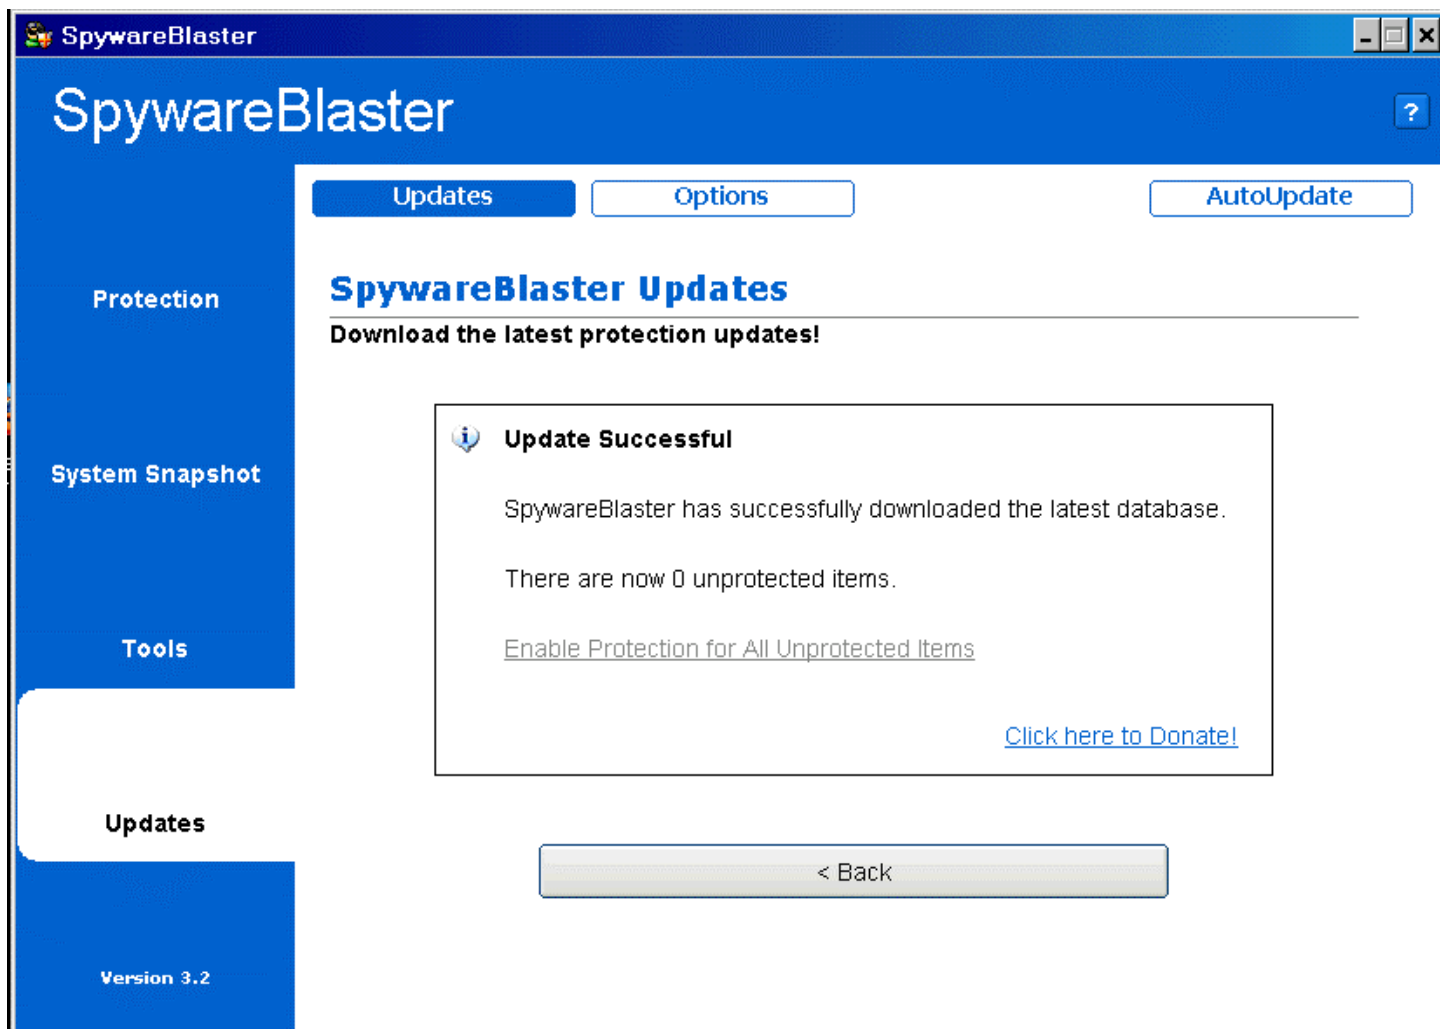 SpywareBlaster
SpywareBlaster
?
Updates
Options
AutoUpdate
Protection
System Snapshot
Tools
Updates
Version 3.2
SpywareBlaster Updates
Download the latest protection updates!
Update Successful
SpywareBlaster has successfully downloaded the latest database.
There are now 0 unprotected items.
Enable Protection for All Unprotected Items
Click here to Donate!
< Back